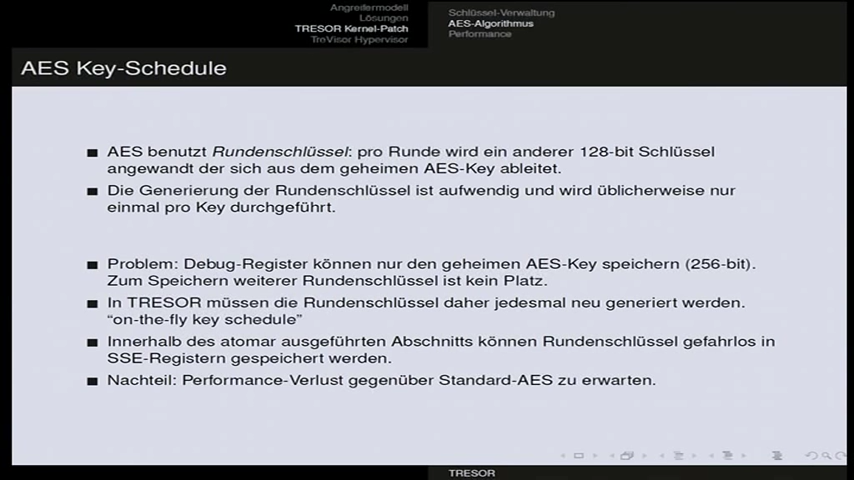 Angreifermodell
Lösungen
TRESOR Kernel-Patch
TreVisor Hypervisor
Schlüssel-Verwaltung
AES-Algorithmus
Performance
AES Key-Schedule
AES benutzt Rundenschlüssel: pro Runde wird ein anderer 128-bit Schlüssel
angewandt der sich aus dem geheimen AES-Key ableitet.
Die Generierung der Rundenschlüssel ist aufwendig und wird üblicherweise nur
einmal pro Key durchgeführt.
Problem: Debug-Register können nur den geheimen AES-Key speichern (256-bit).
Zum Speichern weiterer Rundenschlüssel ist kein Platz.
In TRESOR müssen die Rundenschlüssel daher jedesmal neu generiert werden.
“on-the-fly key schedule”
Innerhalb des atomar ausgeführten Abschnitts können Rundenschlüssel gefahrlos in
SSE-Registern gespeichert werden.
Nachteil: Performance-Verlust gegenüber Standard-AES zu erwarten.
TRESOR